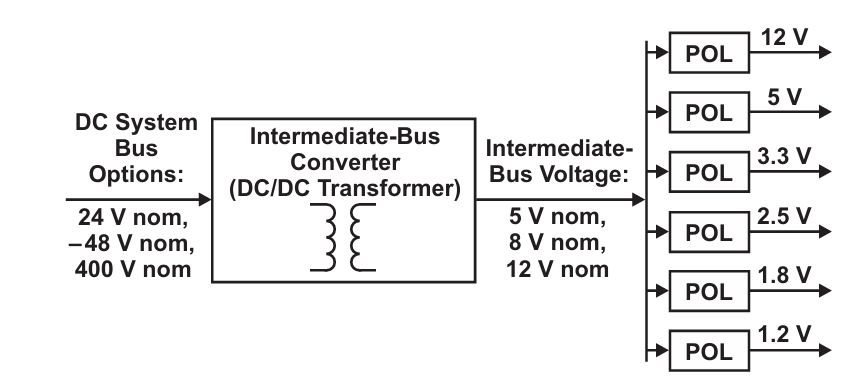 DC System
Bus
Options:
24 V nom,
–48 V nom,
400 V nom
Intermediate-Bus
Converter
(DC/DC Transformer)
Intermediate-
Bus Voltage:
5 V nom,
8 V nom,
12 V nom
POL
12 V
POL
5 V
POL
3.3 V
POL
2.5 V
POL
1.8 V
POL
1.2 V